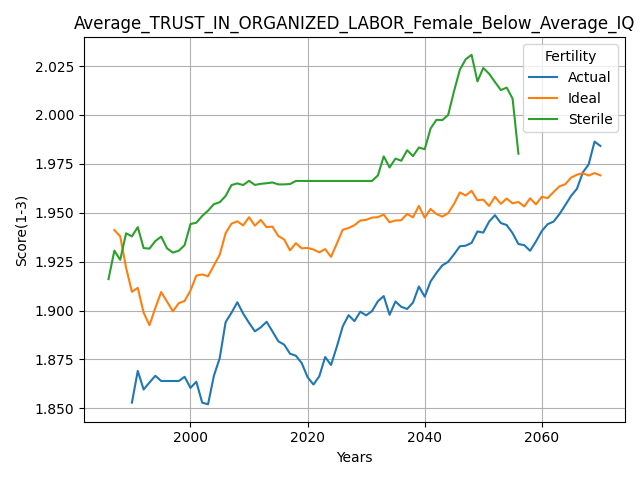 Average_TRUST_IN_ORGANIZED_LABOR_Female_Below_Average_IQ
Fertility
Actual
Ideal
Sterile
Score(1-3)
2.025
2.000
1.975
1.950
1.925
1.900
1.875
1.850
2000 2020 2040 2060
Years